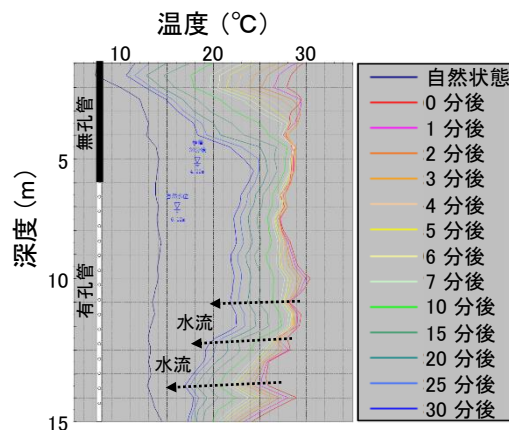 温度（℃）
10
20
30
無孔管
有孔管
深度（m）
5
10
15
水流
水流
自然状態
0 分後
1 分後
2 分後
3 分後
4 分後
5 分後
6 分後
7 分後
10 分後
15 分後
20 分後
25 分後
30 分後